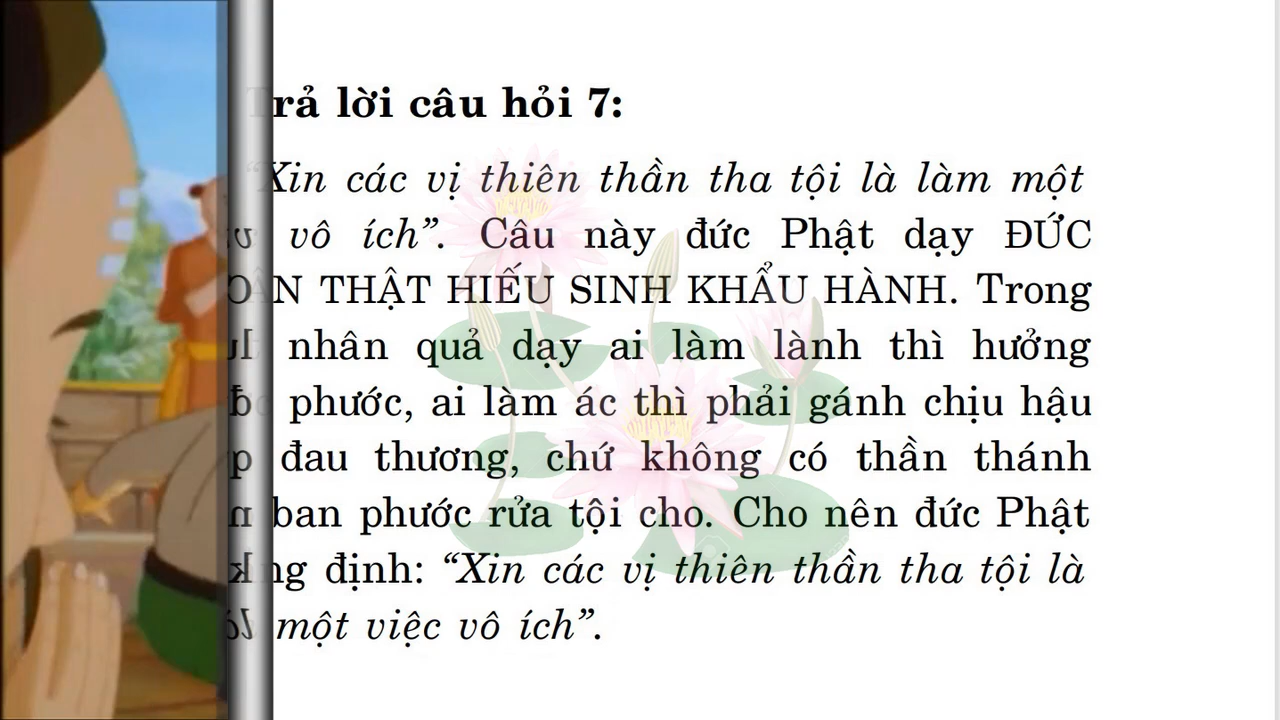 Trả lời câu hỏi 7:
“Xin các vị thiên thần tha tội là làm một
vô ích”. Câu này đức Phật dạy ĐỨC
THẬT HIẾU SINH KHẨU HÀNH. Trong
nhân quả dạy ai làm lành thì hưởng
phước, ai làm ác thì phải gánh chịu hậu
đau thương, chứ không có thần thánh
ban phước rửa tội cho. Cho nên đức Phật
định: “Xin các vị thiên thần tha tội là
một việc vô ích”.